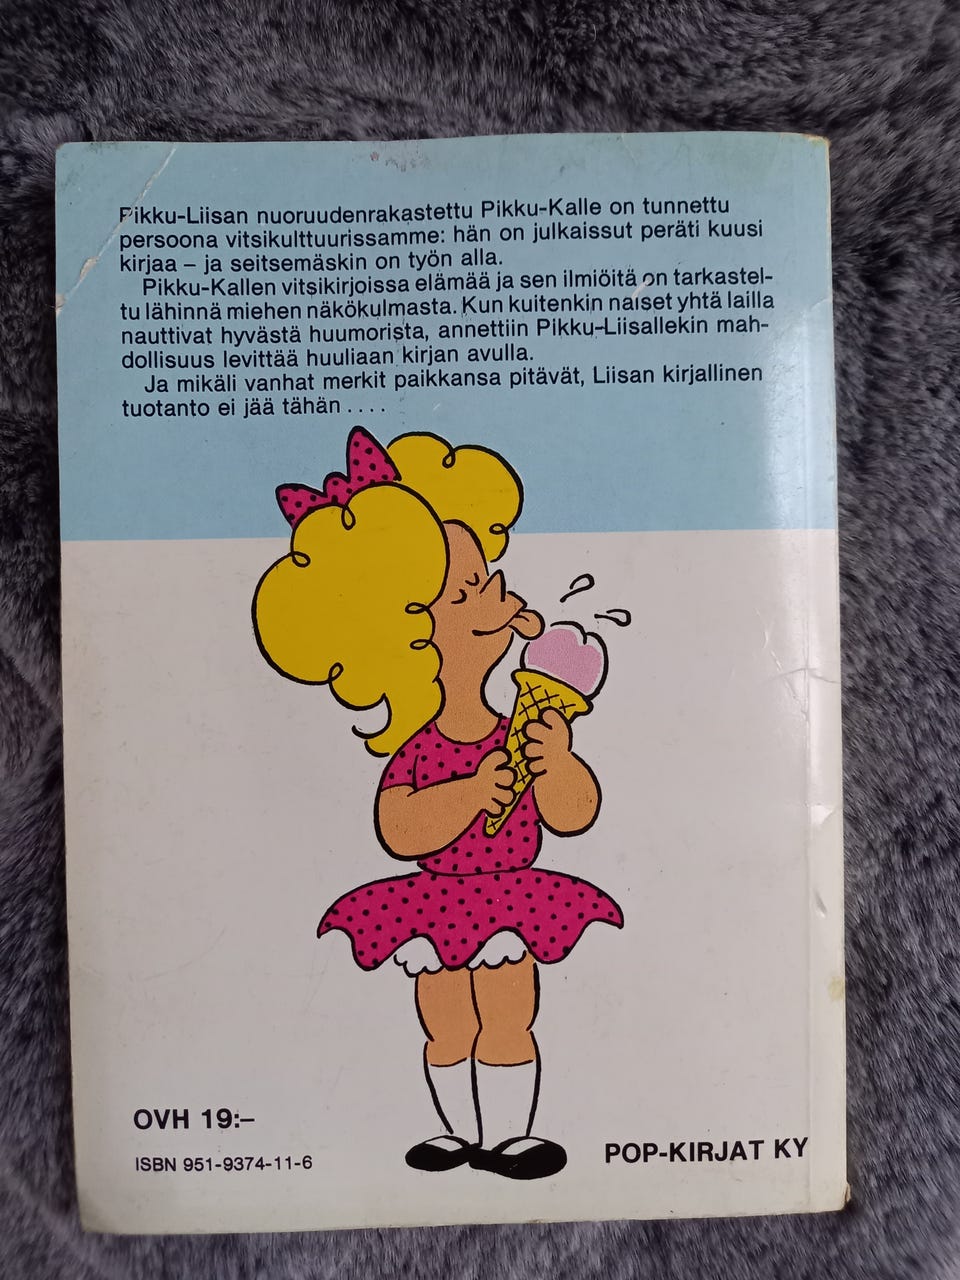 Pikku-Liisan nuoruudenrakastettu Pikku-Kalle on tunnettu
persoona vitsikulttuurissamme: hän on julkaissut peräti kuusi
kirjaa – ja seitsemäskin on työn alla.
Pikku-Kallen vitsikirjoissa elämää ja sen ilmiöitä on tarkastel-
tu lähinnä miehen näkökulmasta. Kun kuitenkin naiset yhtä lailla
nauttivat hyvästä huumorista, annettiin Pikku-Liisallekin mah-
dollisuus levittää huuliaan kirjan avulla.
Ja mikäli vanhat merkit paikkansa pitävät, Liisan kirjallinen
tuotanto ei jää tähän . . . .
OVH 19:–
ISBN 951-9374-11-6
POP-KIRJAT KY